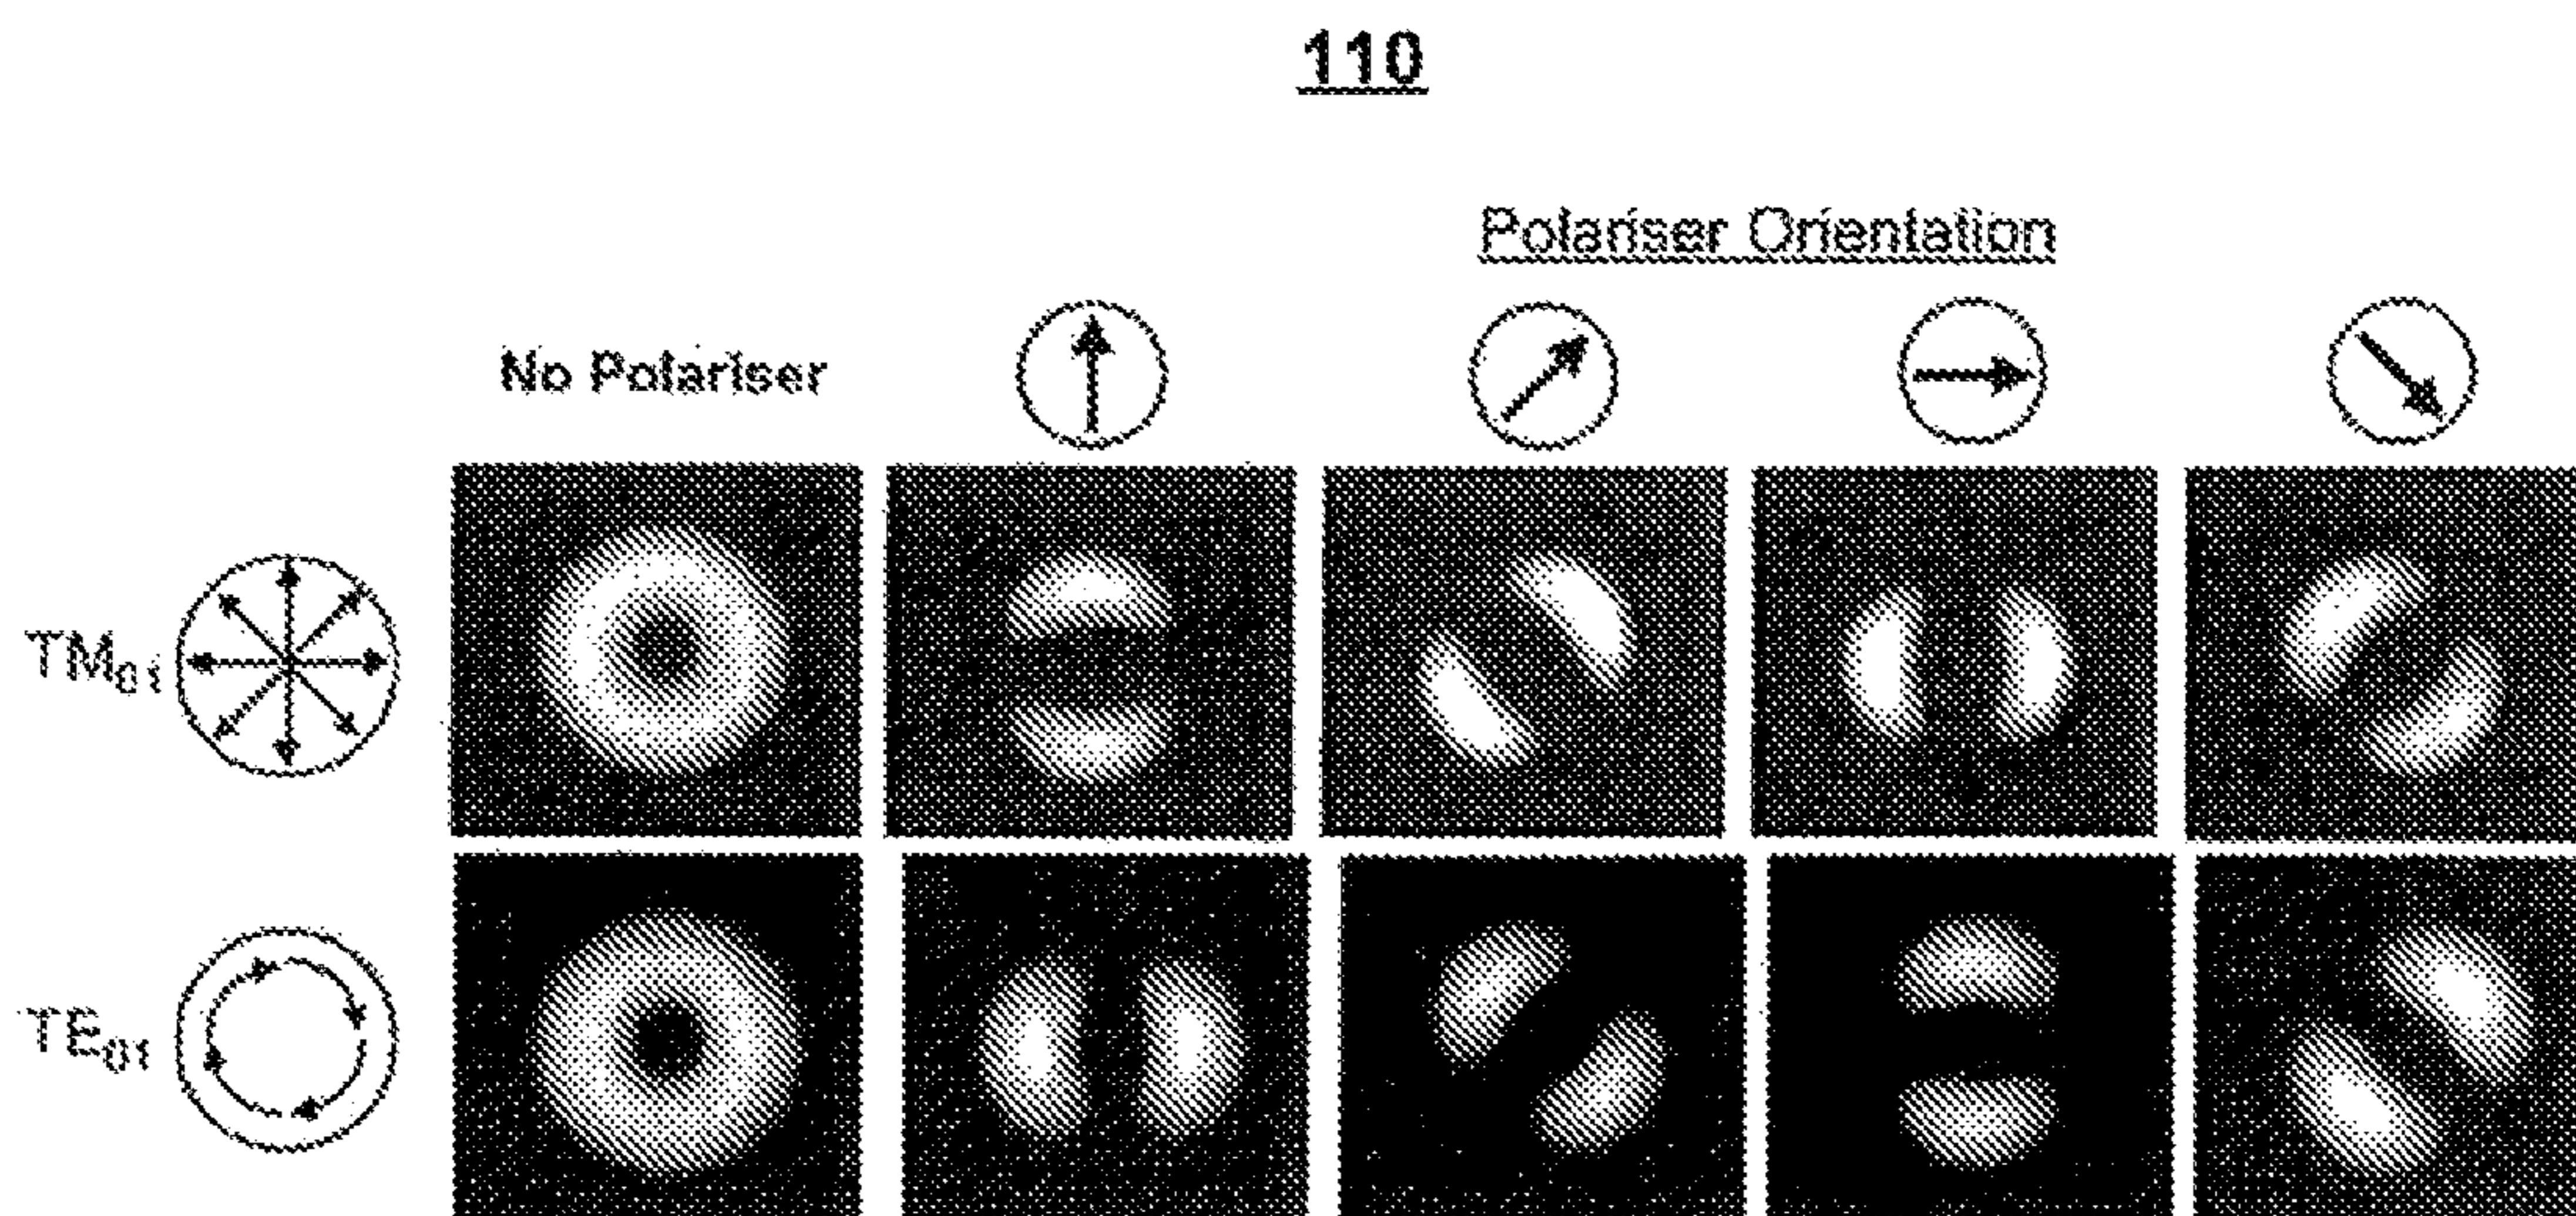 110
Polariser Orientation
No Polariser
TM01
TE01